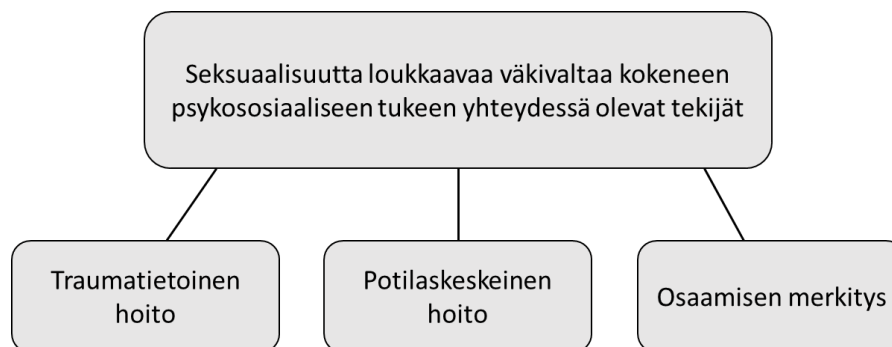 Seksuaalisuutta loukkaavaa väkivaltaa kokeneen
psykososiaaliseen tukeen yhteydessä olevat tekijät
Traumatietoinen
hoito
Potilaskeskeinen
hoito
Osaamisen merkitys